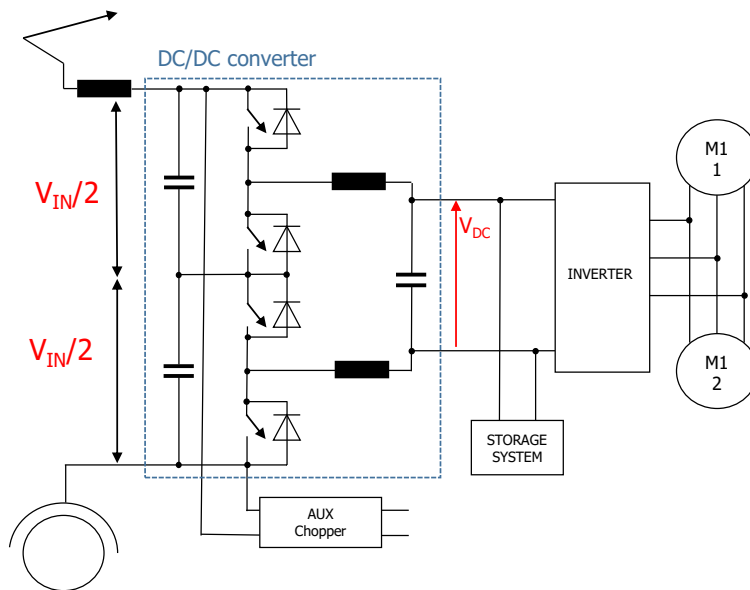 DC/DC converter
V_IN/2
V_DC
V_IN/2
M1
1
INVERTER
M1
2
STORAGE
SYSTEM
AUX
Chopper